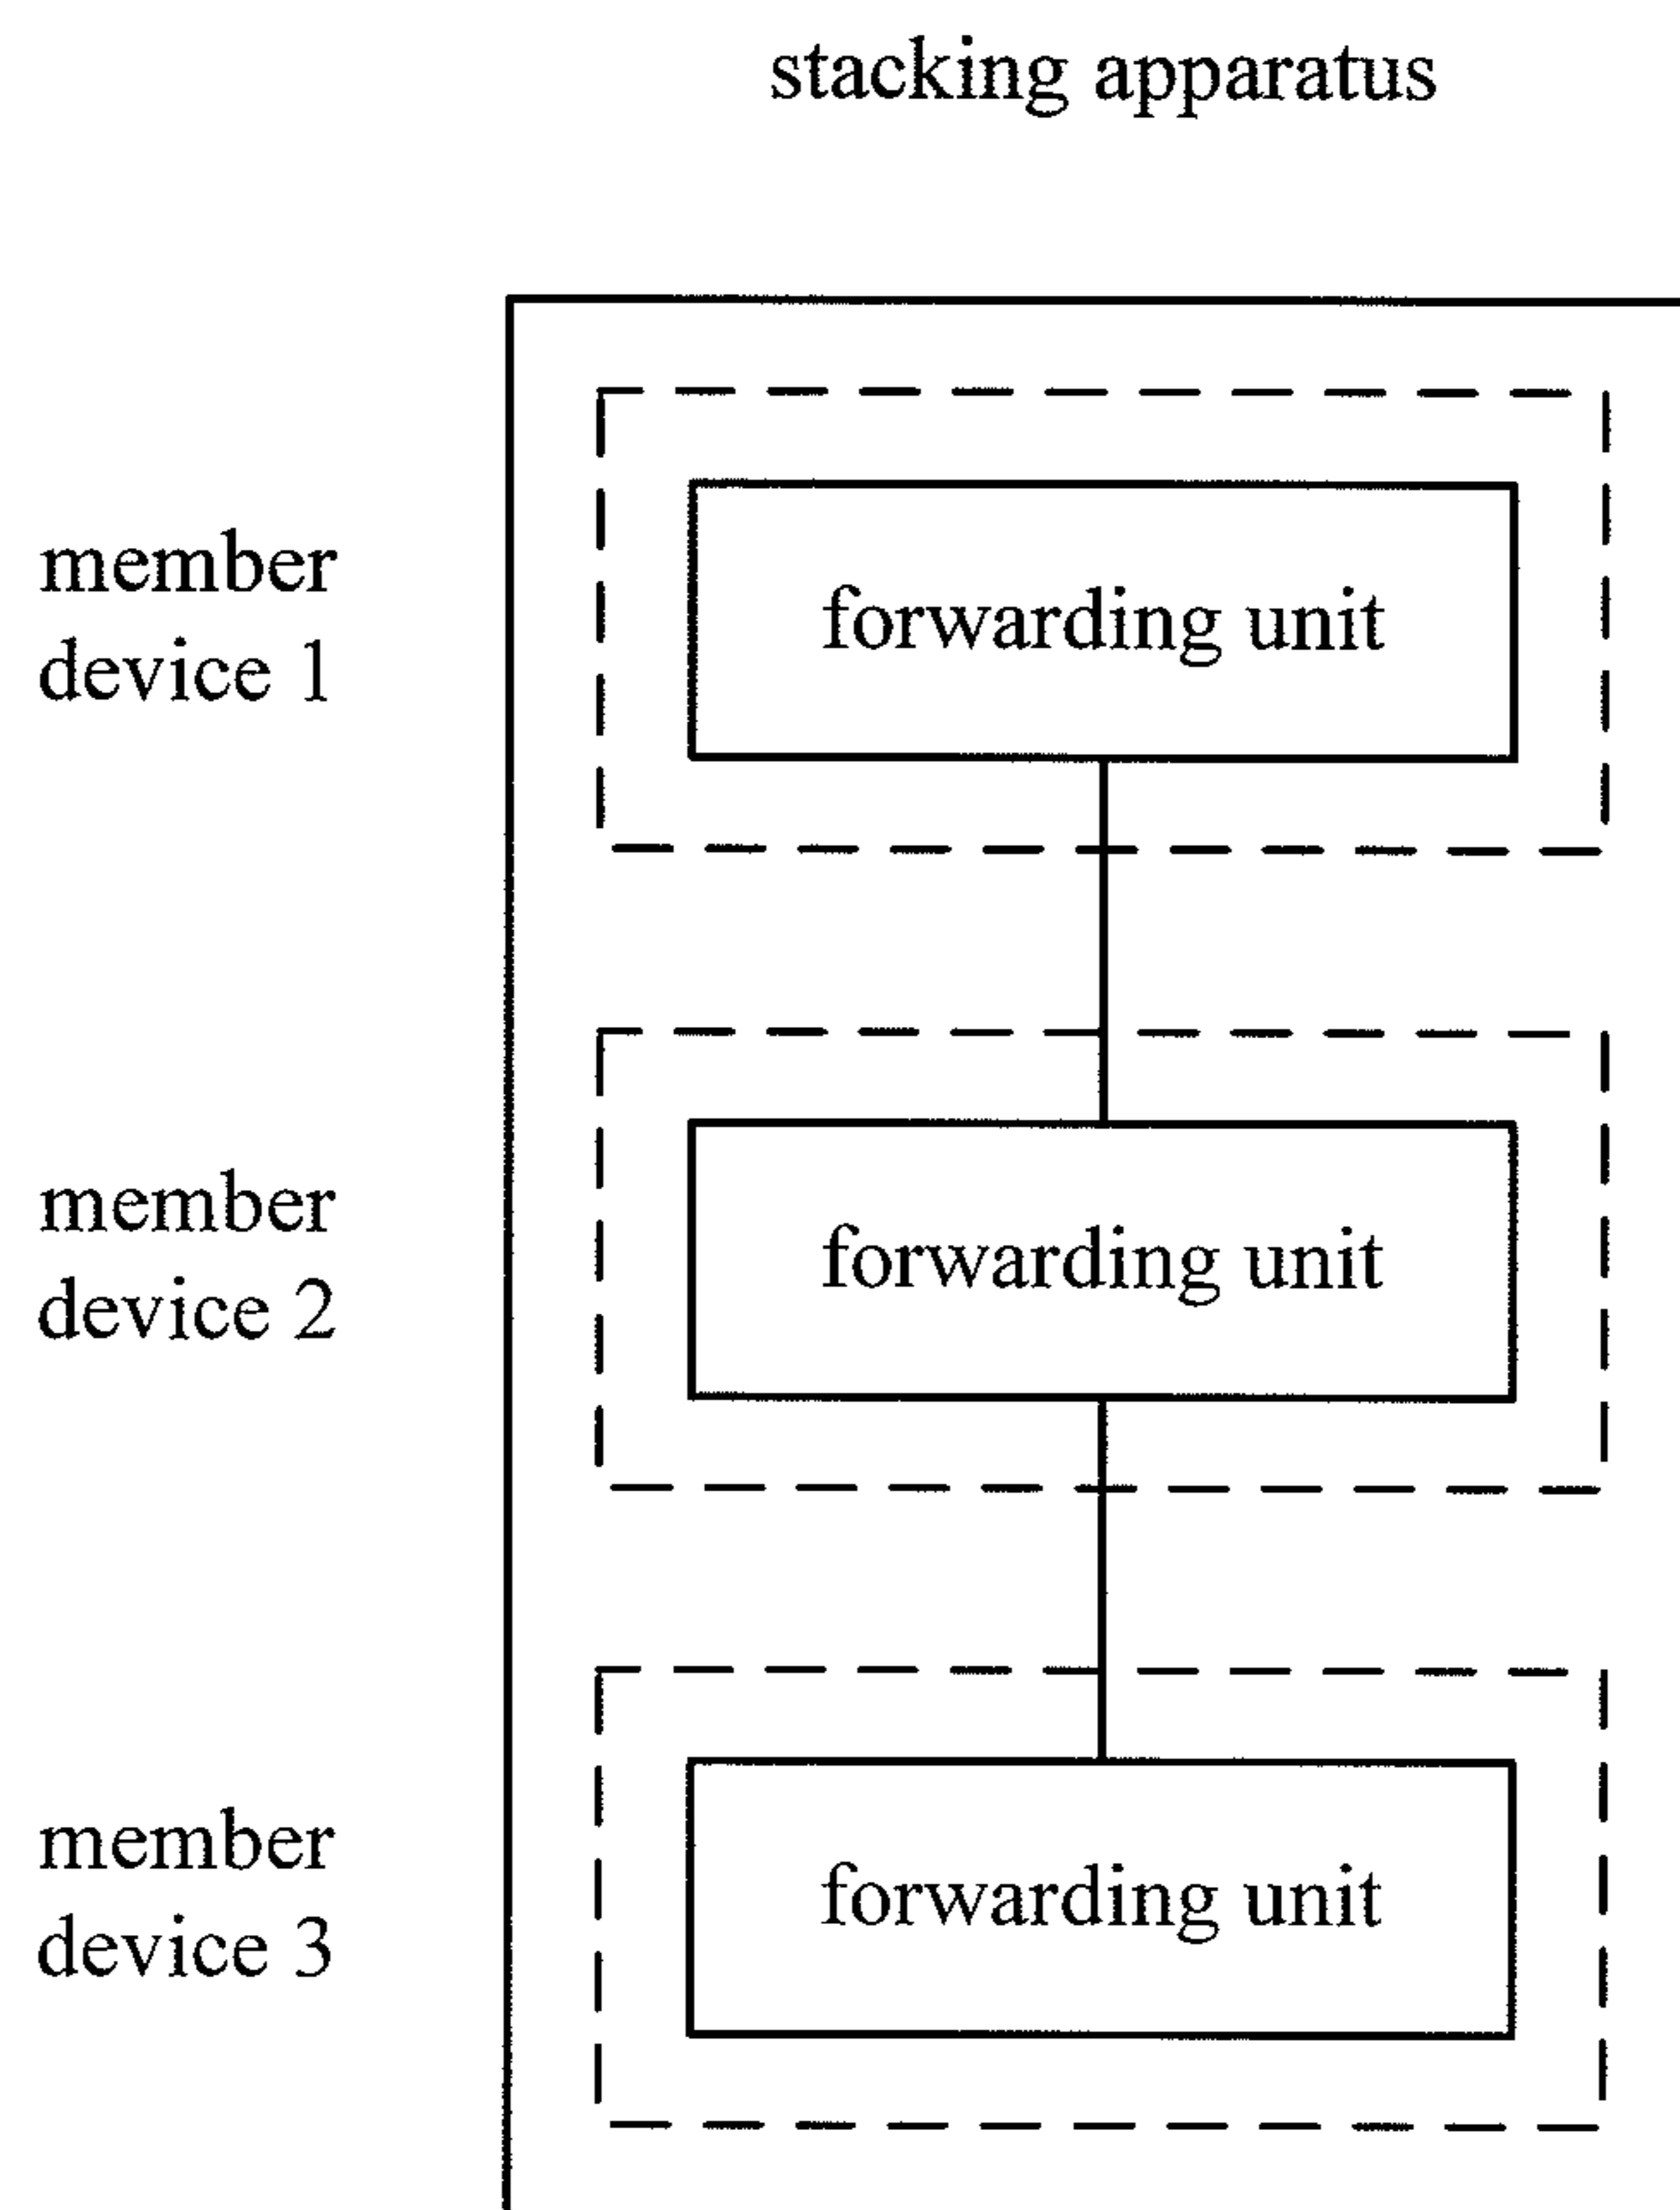 stacking apparatus
member
device 1
forwarding unit
member
device 2
forwarding unit
member
device 3
forwarding unit